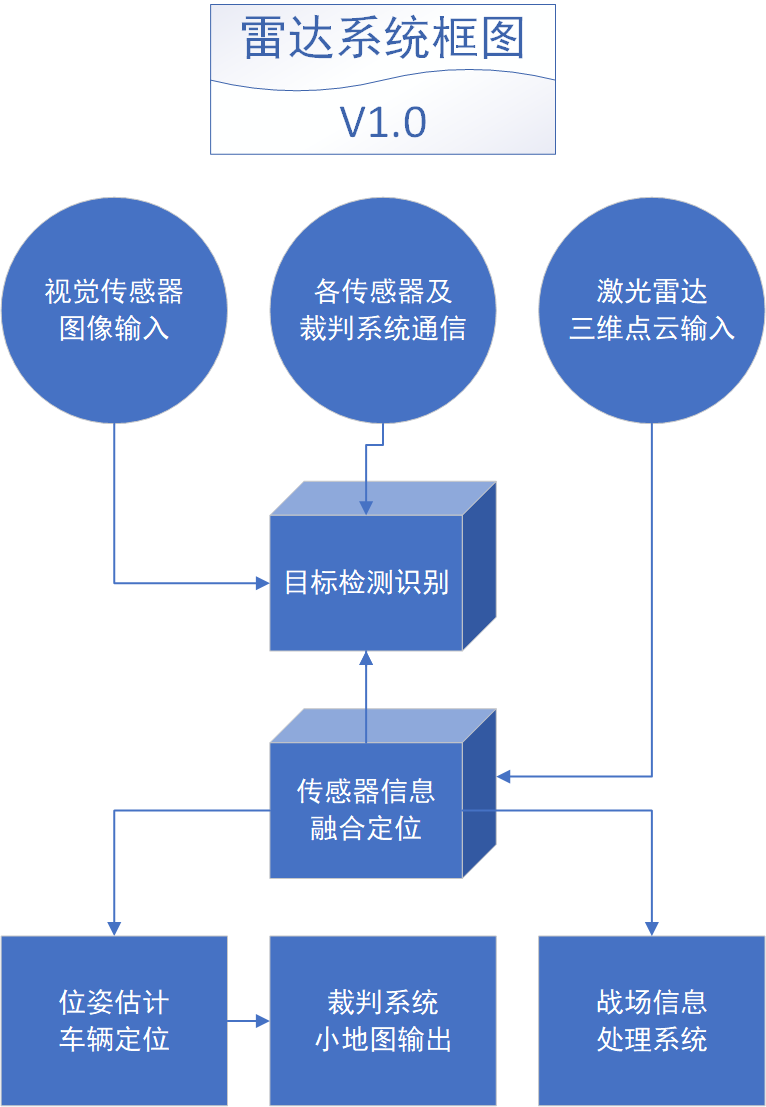 雷达系统框图
V1.0
视觉传感器
图像输入
各传感器及
裁判系统通信
激光雷达
三维点云输入
目标检测识别
传感器信息
融合定位
位姿估计
车辆定位
裁判系统
小地图输出
战场信息
处理系统